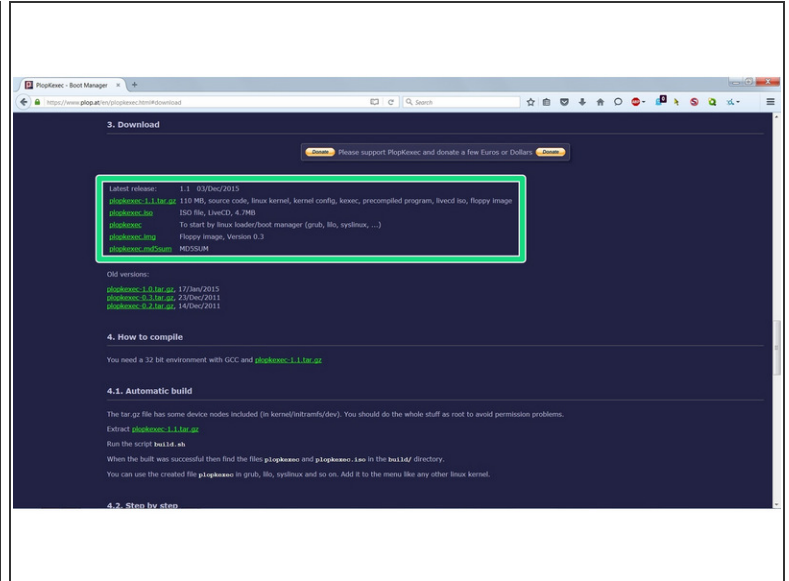 PlopKexec - Boot Manager
https://www.plop.at/en/plopkexec.html#download
Search
3. Download
Donate Please support PlopKexec and donate a few Euros or Dollars Donate
Latest release: 1.1 03/Dec/2015
plopkexec-1.1.tar.gz 110 MB, source code, linux kernel, kernel config, kexec, precompiled program, livecd iso, floppy image
plopkexec.iso ISO file, LiveCD, 4.7MB
plopkexec To start by linux loader/boot manager (grub, lilo, syslinux, ...)
plopkexec.img Floppy image, Version 0.3
plopkexec.md5sum MD5SUM
Old versions:
plopkexec-1.0.tar.gz, 17/Jan/2015
plopkexec-0.3.tar.gz, 23/Dec/2011
plopkexec-0.2.tar.gz, 14/Dec/2011
4. How to compile
You need a 32 bit environment with GCC and plopkexec-1.1.tar.gz
4.1. Automatic build
The tar.gz file has some device nodes included (in kernel/initramfs/dev). You should do the whole stuff as root to avoid permission problems.
Extract plopkexec-1.1.tar.gz
Run the script build.sh
When the built was successful then find the files plopkexec and plopkexec.iso in the build/ directory.
You can use the created file plopkexec in grub, lilo, syslinux and so on. Add it to the menu like any other linux kernel.
4.2. Step by step